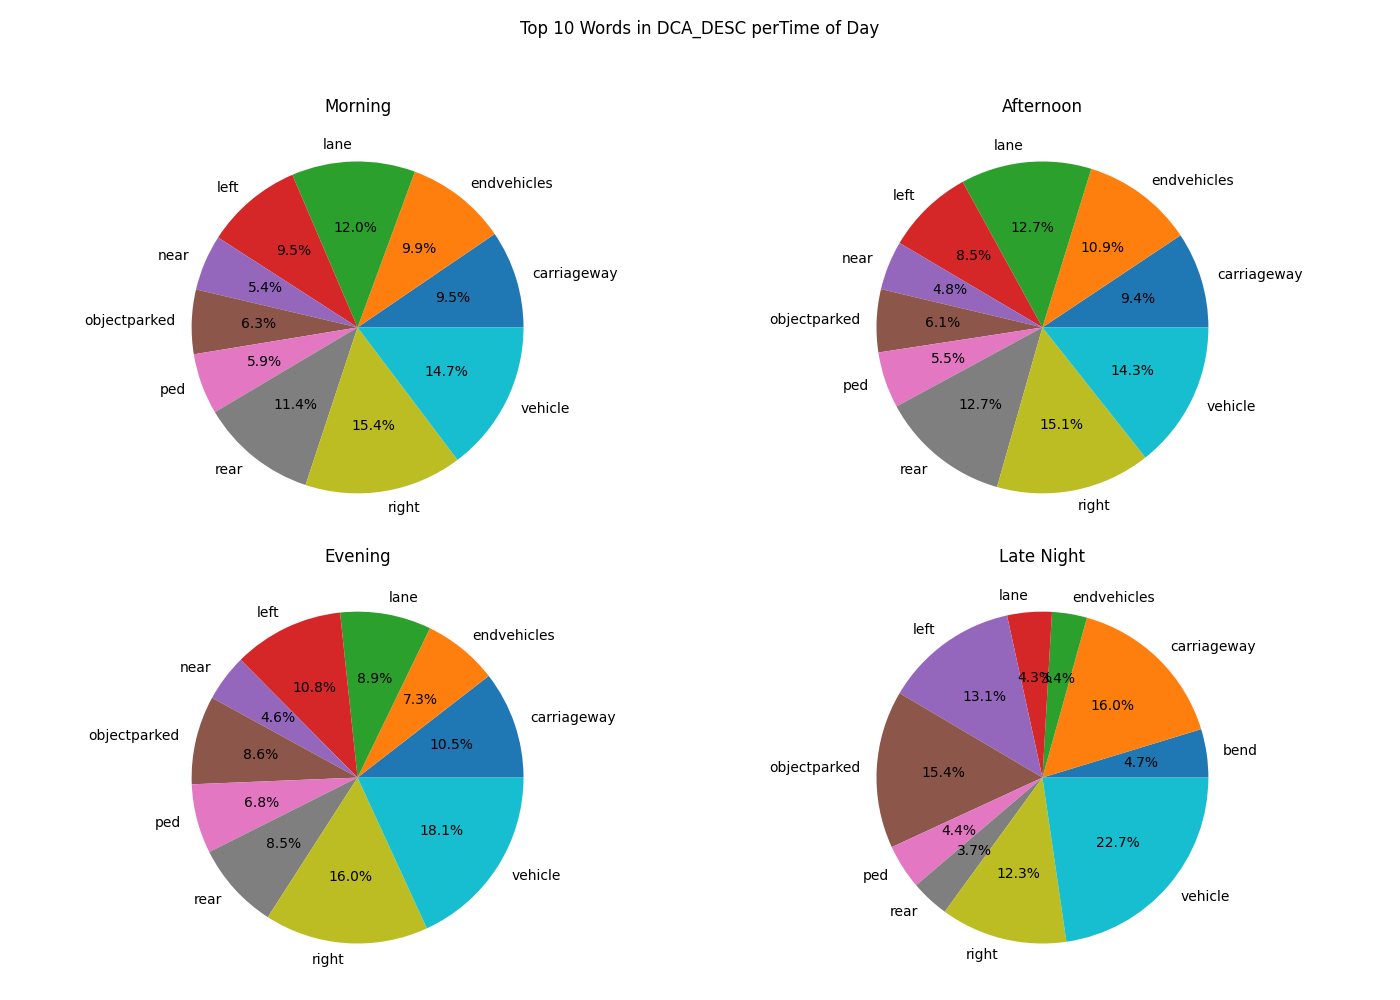 Top 10 Words in DCA_DESC perTime of Day
Morning
lane
endvehicles
left
carriageway
near
objectparked
ped
rear
right
vehicle
12.0%
9.9%
9.5%
9.5%
5.4%
6.3%
5.9%
11.4%
15.4%
14.7%
Afternoon
lane
endvehicles
left
carriageway
near
objectparked
ped
rear
right
vehicle
12.7%
10.9%
8.5%
9.4%
4.8%
6.1%
5.5%
12.7%
15.1%
14.3%
Evening
lane
left
endvehicles
near
carriageway
objectparked
ped
rear
right
vehicle
8.9%
10.8%
7.3%
4.6%
10.5%
8.6%
6.8%
8.5%
16.0%
18.1%
Late Night
lane
endvehicles
left
carriageway
bend
objectparked
ped
rear
right
vehicle
4.3%
3.4%
13.1%
16.0%
4.7%
15.4%
4.4%
3.7%
12.3%
22.7%